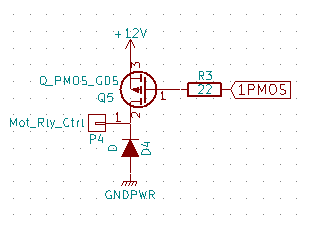 +12V
3
R3
Q_PMOS_GDS
Q5
1
22
1PMOS
Mot_Rly_Ctrl
1
2
P4
D
D4
GNDPWR